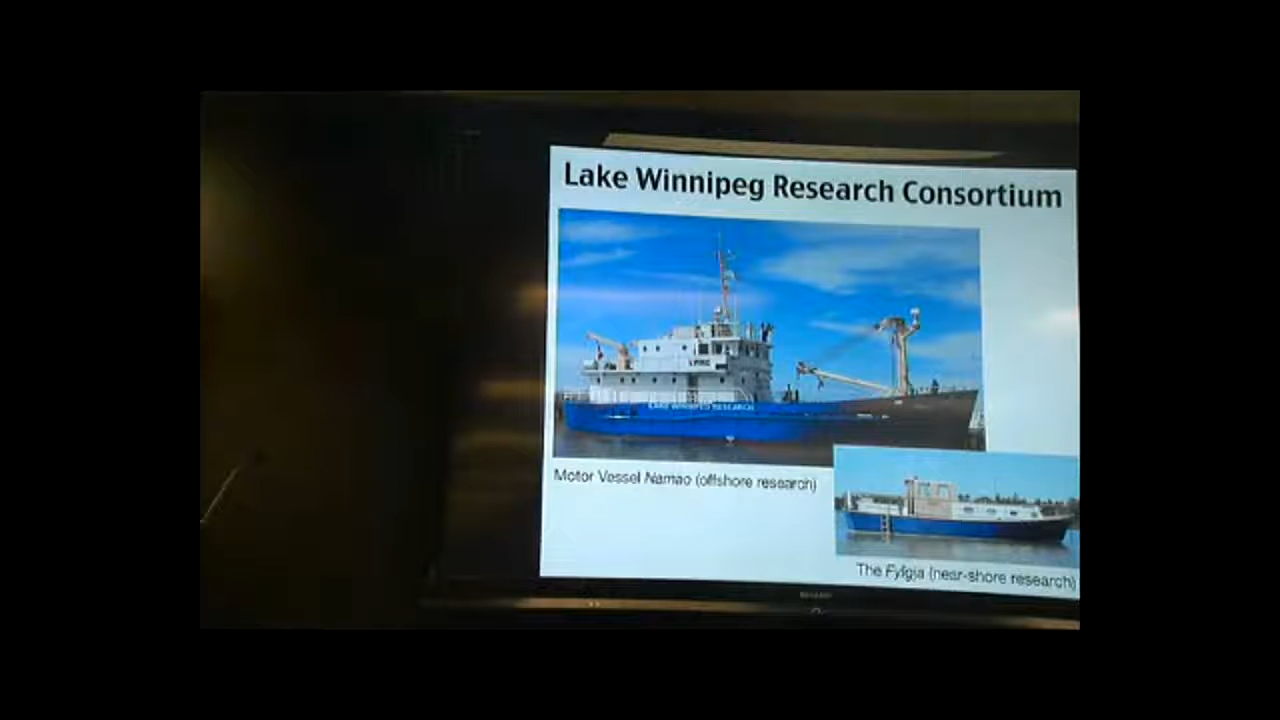 Lake Winnipeg Research Consortium
LAKE WINNIPEG RESEARCH
Motor Vessel Namao (offshore research)
The Fylgja (near-shore research)